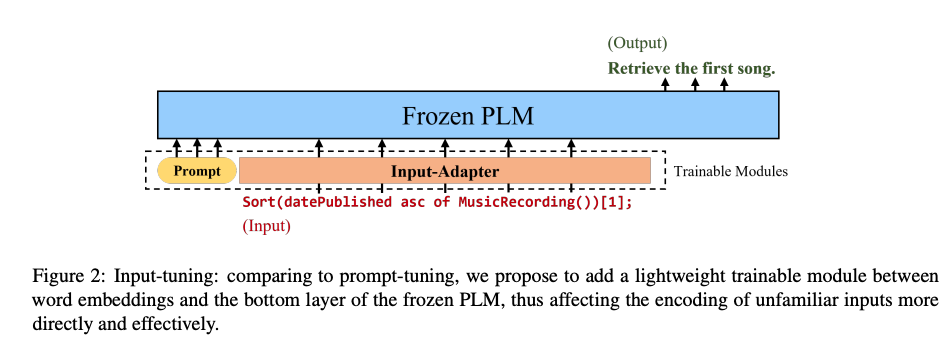 (Output)
Retrieve the first song.
Frozen PLM
Prompt
Input-Adapter
Trainable Modules
Sort(datePublished asc of MusicRecording())[1];
(Input)
Figure 2: Input-tuning: comparing to prompt-tuning, we propose to add a lightweight trainable module between
word embeddings and the bottom layer of the frozen PLM, thus affecting the encoding of unfamiliar inputs more
directly and effectively.